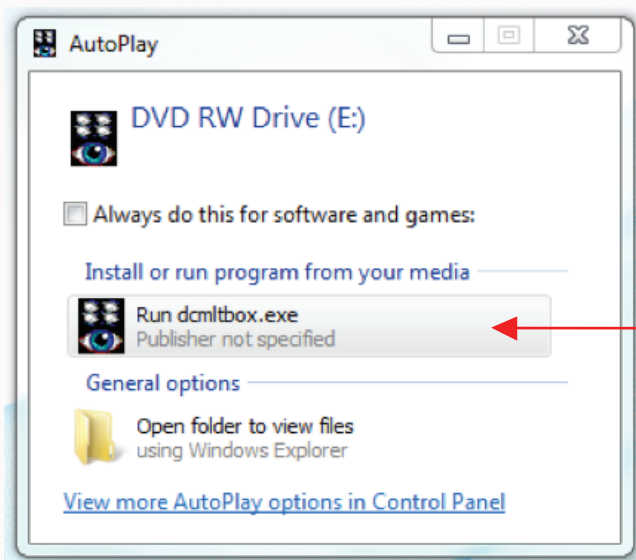 AutoPlay
DVD RW Drive (E:)
Always do this for software and games:
Install or run program from your media
Run dcmltbox.exe
Publisher not specified
General options
Open folder to view files
using Windows Explorer
View more AutoPlay options in Control Panel